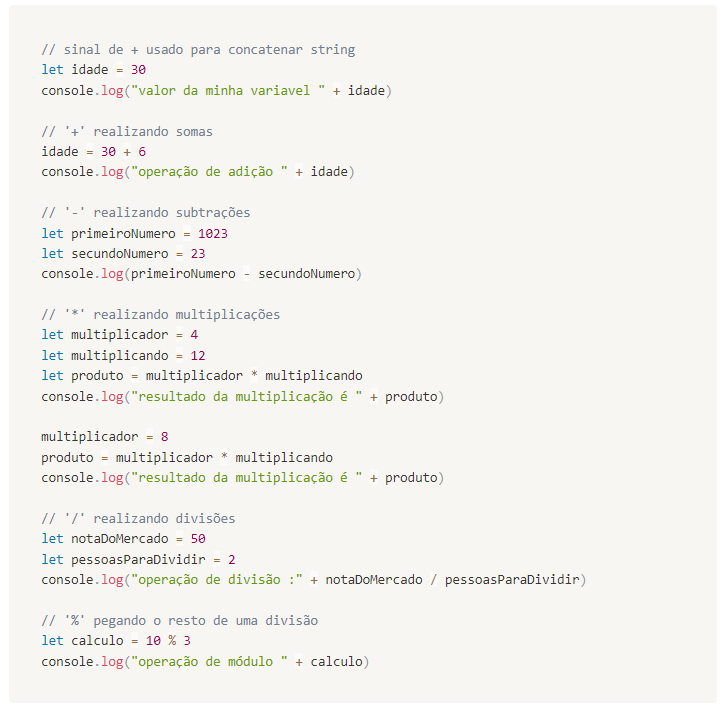 // sinal de + usado para concatenar string
let idade = 30
console.log("valor da minha variavel " + idade)
// '+' realizando somas
idade = 30 + 6
console.log("operação de adição " + idade)
// '-' realizando subtrações
let primeiroNumero = 1023
let secundoNumero = 23
console.log(primeiroNumero - secundoNumero)
// '*' realizando multiplicações
let multiplicador = 4
let multiplicando = 12
let produto = multiplicador * multiplicando
console.log("resultado da multiplicação é " + produto)
multiplicador = 8
produto = multiplicador * multiplicando
console.log("resultado da multiplicação é " + produto)
// '/' realizando divisões
let notaDoMercado = 50
let pessoasParaDividir = 2
console.log("operação de divisão :" + notaDoMercado / pessoasParaDividir)
// '%' pegando o resto de uma divisão
let calculo = 10 % 3
console.log("operação de módulo " + calculo)